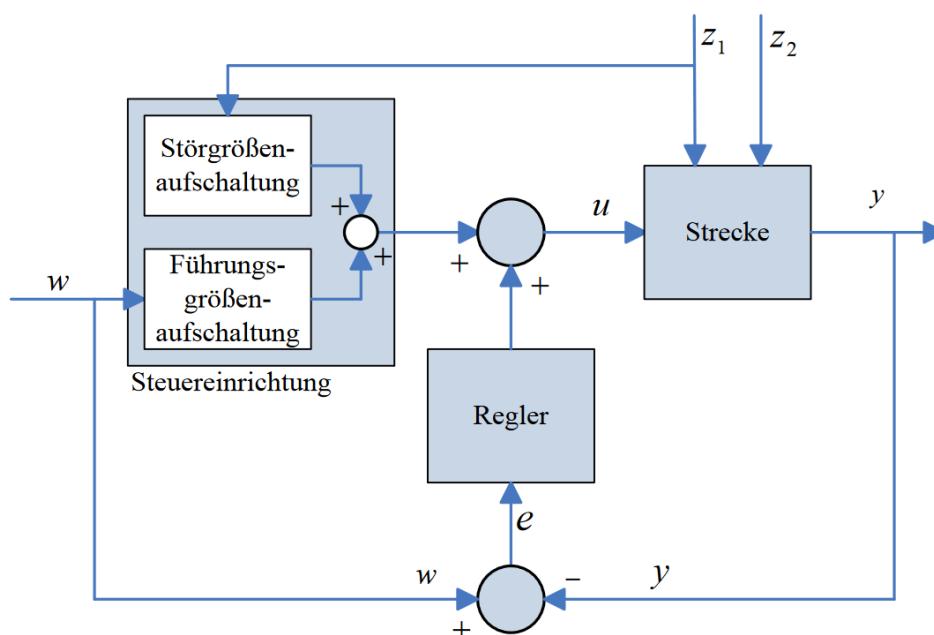 z₁
z₂
Störgrößen-
aufschaltung
+
+
u
y
Strecke
+
+
w
Führungs-
größen-
aufschaltung
Steuereinrichtung
Regler
e
w
+
−
y